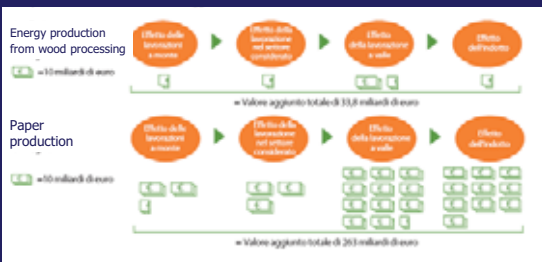 Energy production
from wood processing
=10 miliardi di euro
Effetto delle
lavorazioni
a monte
Effetto
della lavorazione
nel settore
considerato
Effetto
della lavorazione
a valle
Effetto
dell'indotto
= Valore aggiunto totale di 33,8 miliardi di euro
Paper
production
=10 miliardi di euro
Effetto delle
lavorazioni
a monte
Effetto della
lavorazione
nel settore
considerato
Effetto
della lavorazione
a valle
Effetto
dell'indotto
= Valore aggiunto totale di 263 miliardi di euro